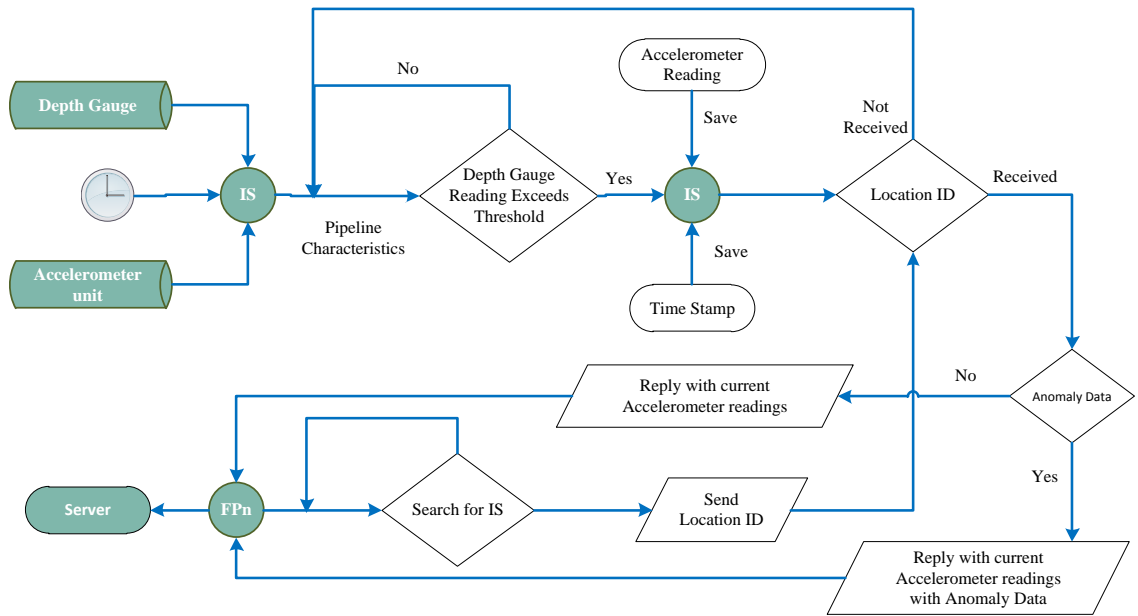 Depth Gauge
IS
Accelerometer
unit
No
Pipeline
Characteristics
Depth Gauge
Reading Exceeds
Threshold
Yes
Accelerometer
Reading
Save
IS
Save
Time Stamp
Not
Received
Location ID
Received
Anomaly Data
No
Yes
Reply with current
Accelerometer readings
Server
FPn
Search for IS
Send
Location ID
Reply with current
Accelerometer readings
with Anomaly Data